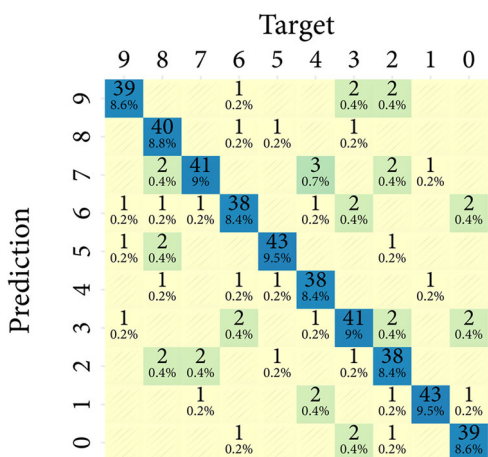 Target
9 8 7 6 5 4 3 2 1 0
Prediction
9 39 1 2 2
8.6% 0.2% 0.4% 0.4%
8 40 1 1 1
8.8% 0.2% 0.2% 0.2%
7 2 41 3 2 1
0.4% 9% 0.7% 0.4% 0.2%
6 1 1 1 38 1 2 2
0.2% 0.2% 0.2% 8.4% 0.2% 0.4% 0.4%
5 1 2 43 1
0.2% 0.4% 9.5% 0.2%
4 1 1 1 38 1
0.2% 0.2% 0.2% 8.4% 0.2%
3 1 2 1 41 2 2
0.2% 0.4% 0.2% 9% 0.4% 0.4%
2 2 2 1 1 38
0.4% 0.4% 0.2% 0.2% 8.4%
1 1 2 1 43 1
0.2% 0.4% 0.2% 9.5% 0.2%
0 1 2 1 39
0.2% 0.4% 0.2% 8.6%